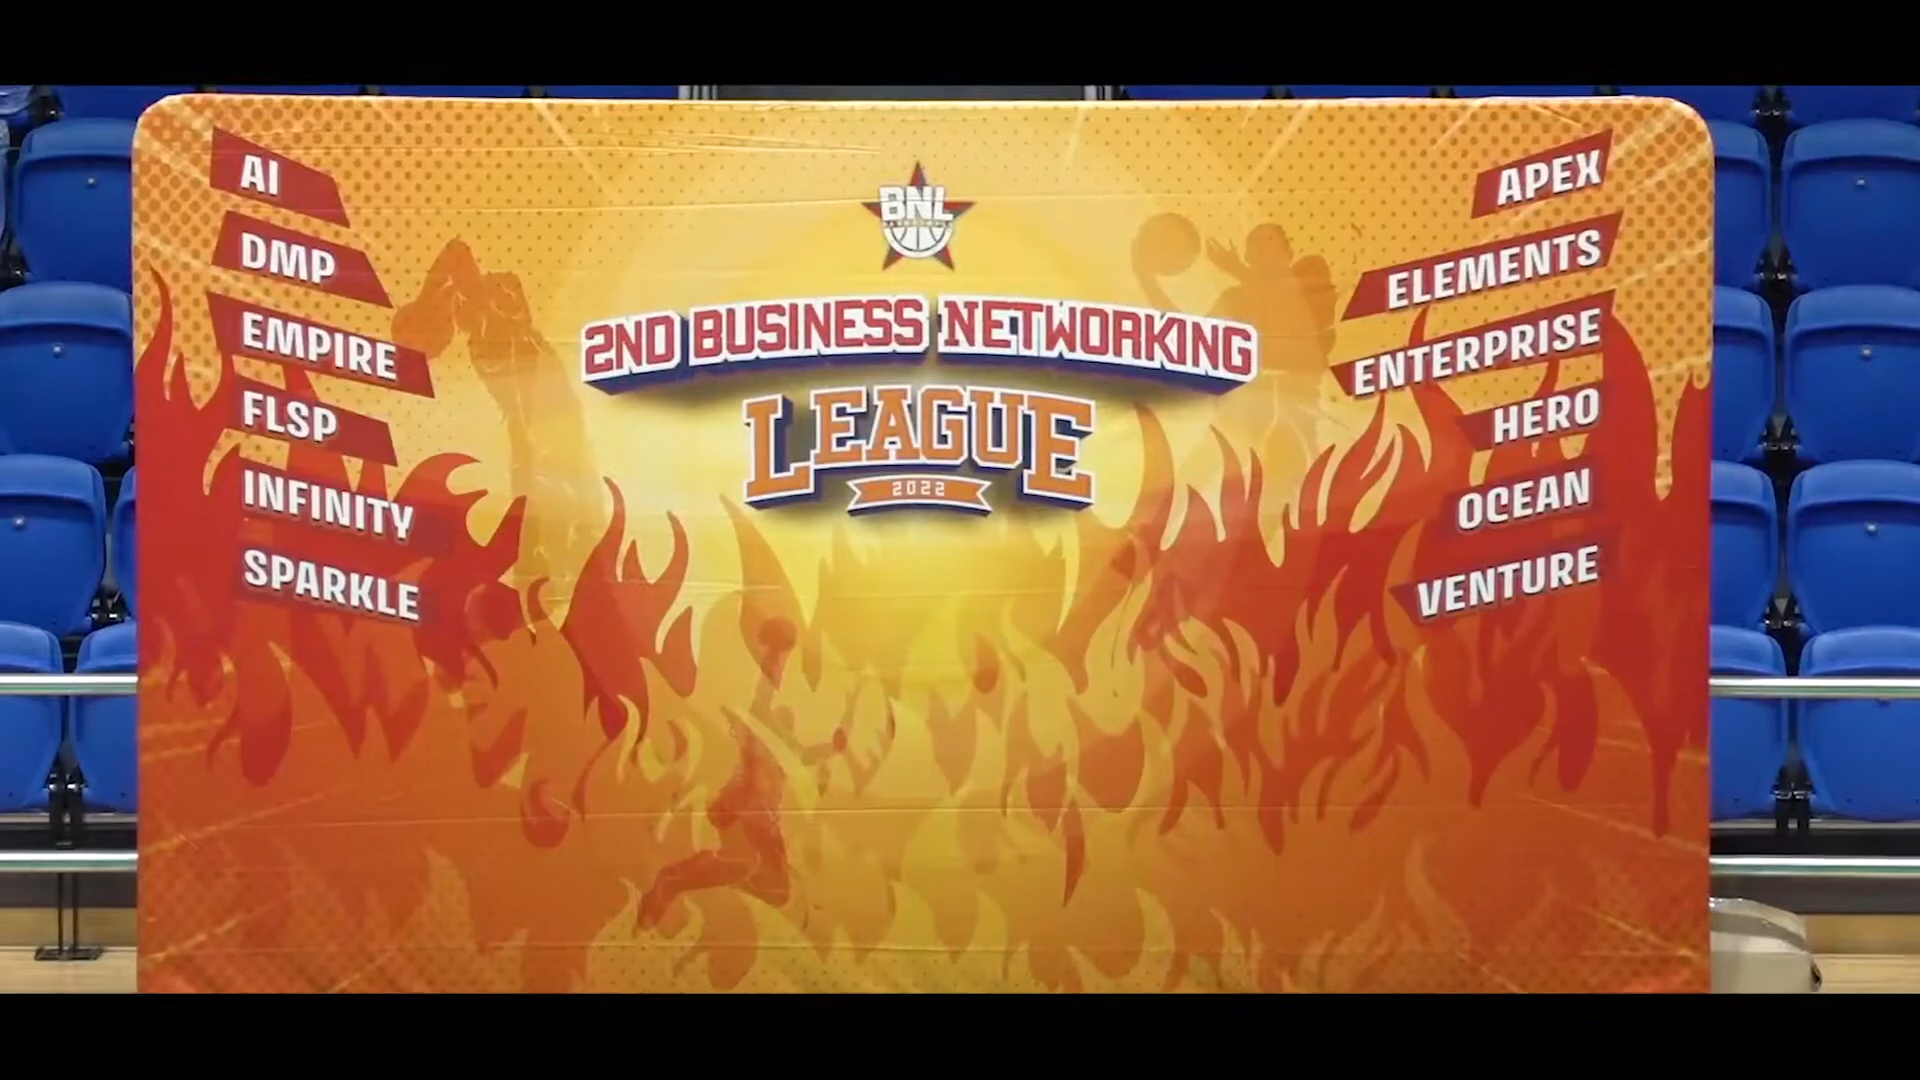 AI
DMP
EMPIRE
FLSP
INFINITY
SPARKLE
BNL
2ND BUSINESS NETWORKING
LEAGUE
2022
APEX
ELEMENTS
ENTERPRISE
HERO
OCEAN
VENTURE